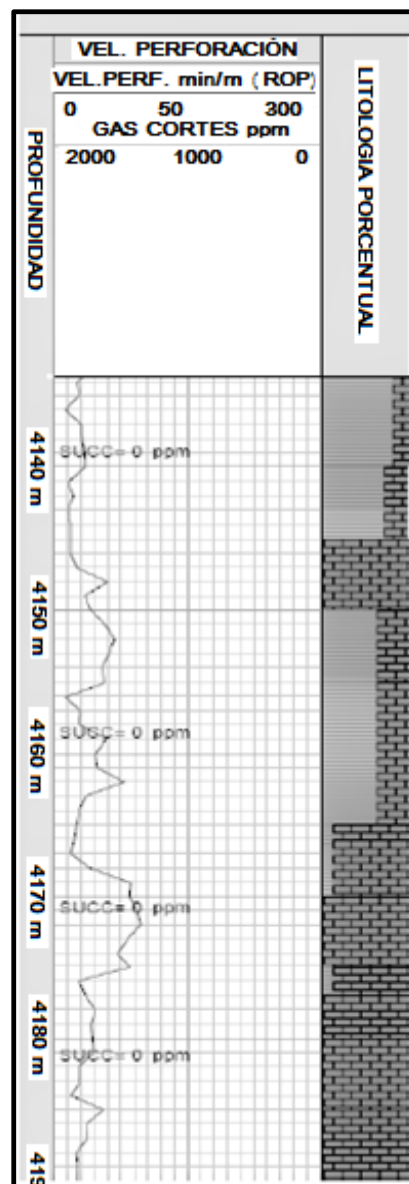 VEL. PERFORACIÓN
VEL.PERF. min/m ( ROP)
0 50 300
GAS CORTES ppm
2000 1000 0
PROFUNDIDAD
LITOLOGIA PORCENTUAL
4140 m
SUCC= 0 ppm
4150 m
4160 m
SUCC= 0 ppm
4170 m
SUCC= 0 ppm
4180 m
SUCC= 0 ppm
419